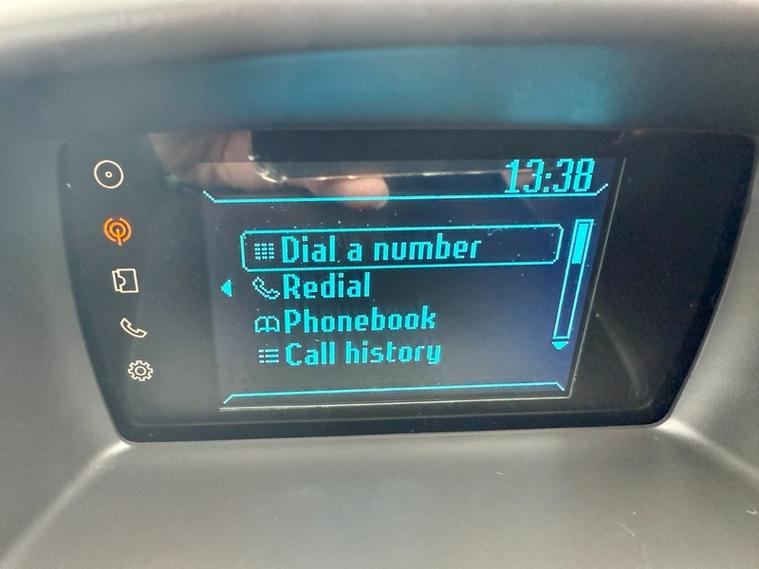 13:38
Dial a number
Redial
Phonebook
Call history